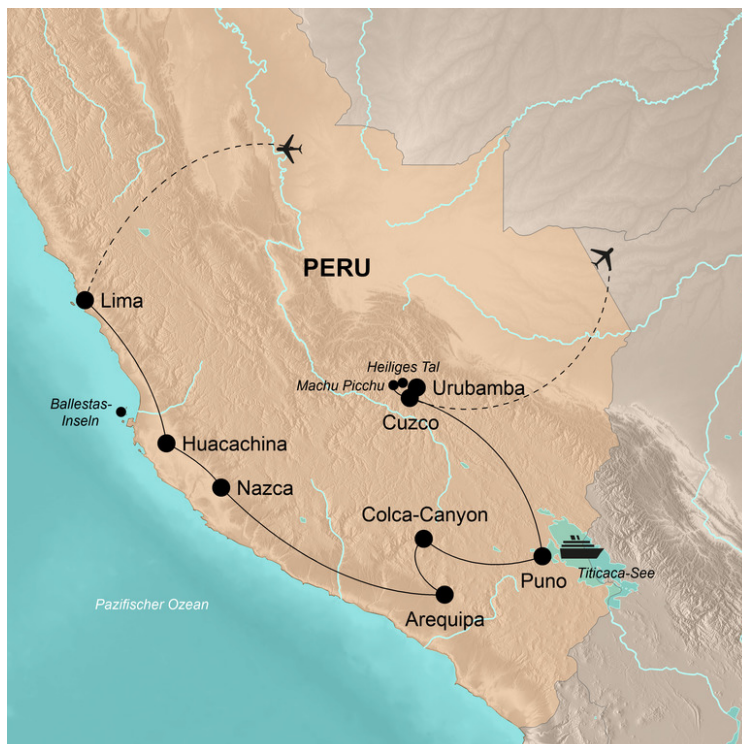 PERU
Lima
Heiliges Tal
Machu Picchu
Urubamba
Ballestas-
Inseln
Cuzco
Huacachina
Nazca
Colca-Canyon
Titicaca-See
Puno
Pazifischer Ozean
Arequipa